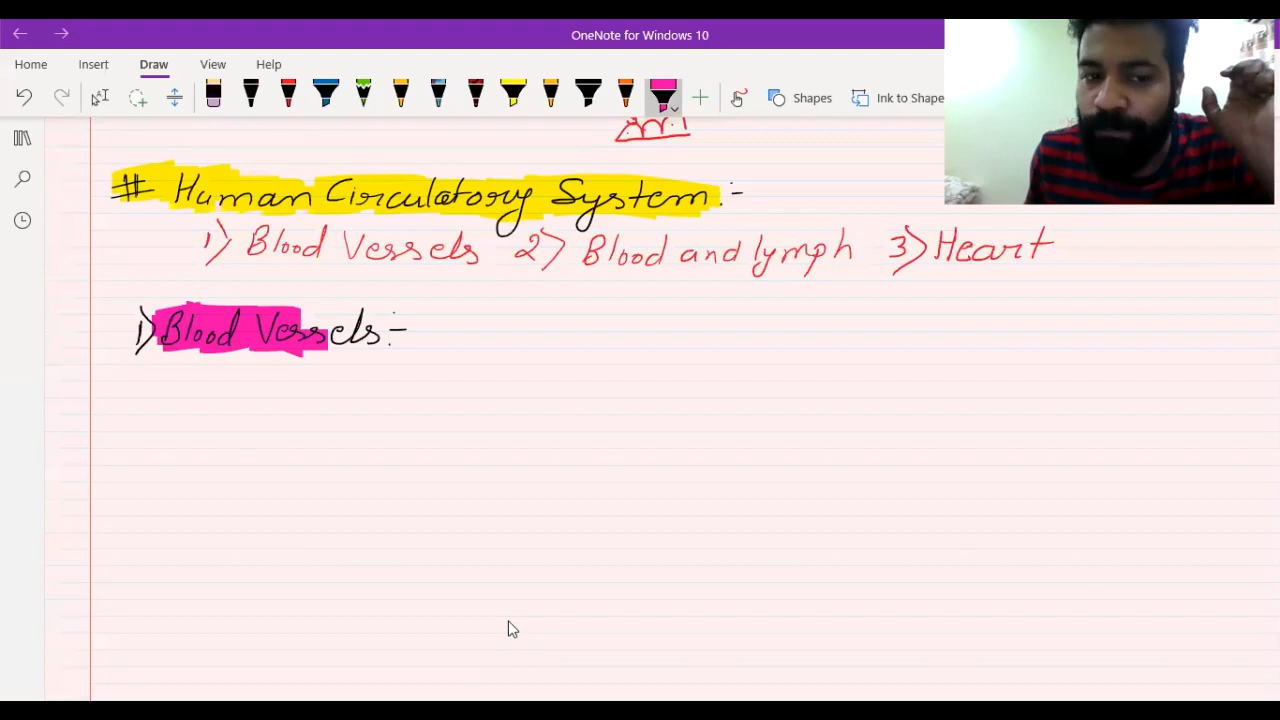 OneNote for Windows 10
Home Insert Draw View Help
Shapes Ink to Shape
# Human Circulatory System :-
1) Blood Vessels 2) Blood and lymph 3) Heart
1) Blood Vessels :-